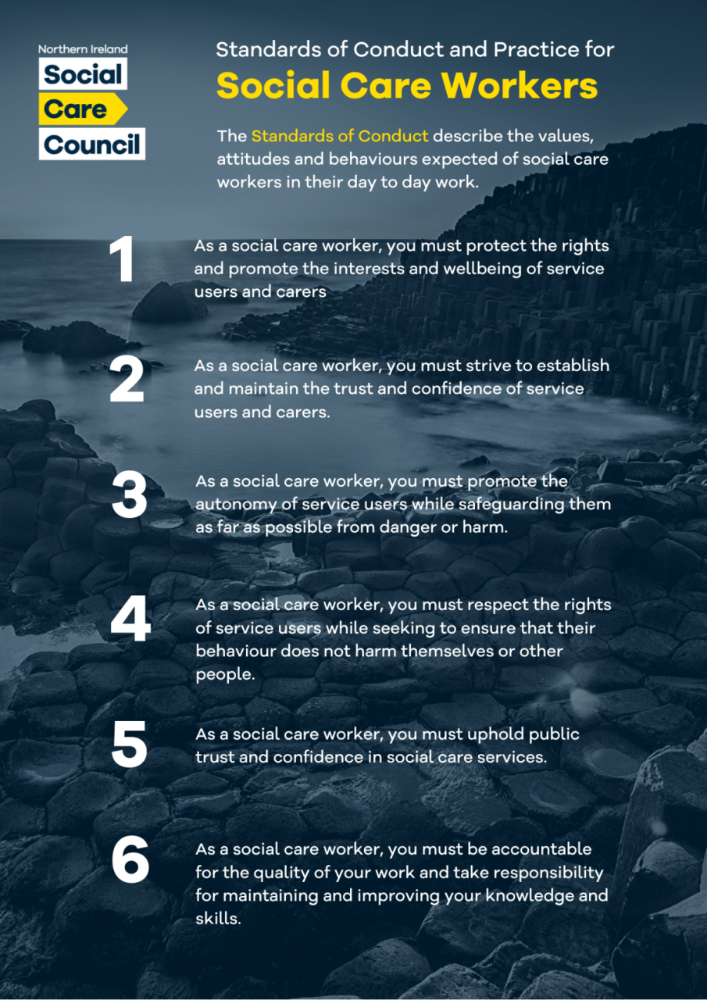 Northern Ireland
Social
Care
Council
Standards of Conduct and Practice for
Social Care Workers
The Standards of Conduct describe the values,
attitudes and behaviours expected of social care
workers in their day to day work.
1
As a social care worker, you must protect the rights
and promote the interests and wellbeing of service
users and carers
2
As a social care worker, you must strive to establish
and maintain the trust and confidence of service
users and carers.
3
As a social care worker, you must promote the
autonomy of service users while safeguarding them
as far as possible from danger or harm.
4
As a social care worker, you must respect the rights
of service users while seeking to ensure that their
behaviour does not harm themselves or other
people.
5
As a social care worker, you must uphold public
trust and confidence in social care services.
6
As a social care worker, you must be accountable
for the quality of your work and take responsibility
for maintaining and improving your knowledge and
skills.